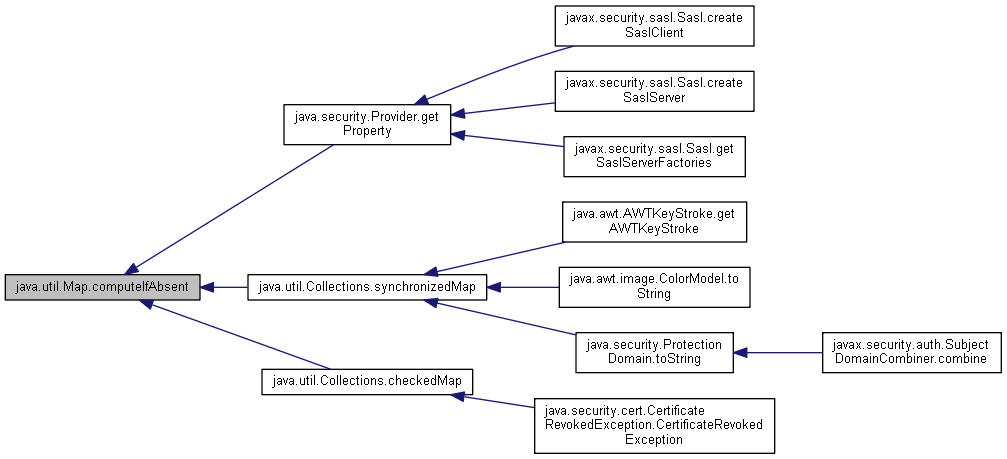 javax.security.sasl.Sasl.create
SaslClient
javax.security.sasl.Sasl.create
SaslServer
java.security.Provider.get
Property
javax.security.sasl.Sasl.get
SaslServerFactories
java.awt.AWTKeyStroke.get
AWTKeyStroke
java.util.Map.computeIfAbsent
java.util.Collections.synchronizedMap
java.awt.image.ColorModel.to
String
java.security.Protection
Domain.toString
javax.security.auth.Subject
DomainCombiner.combine
java.util.Collections.checkedMap
java.security.cert.Certificate
RevokedException.CertificateRevoked
Exception